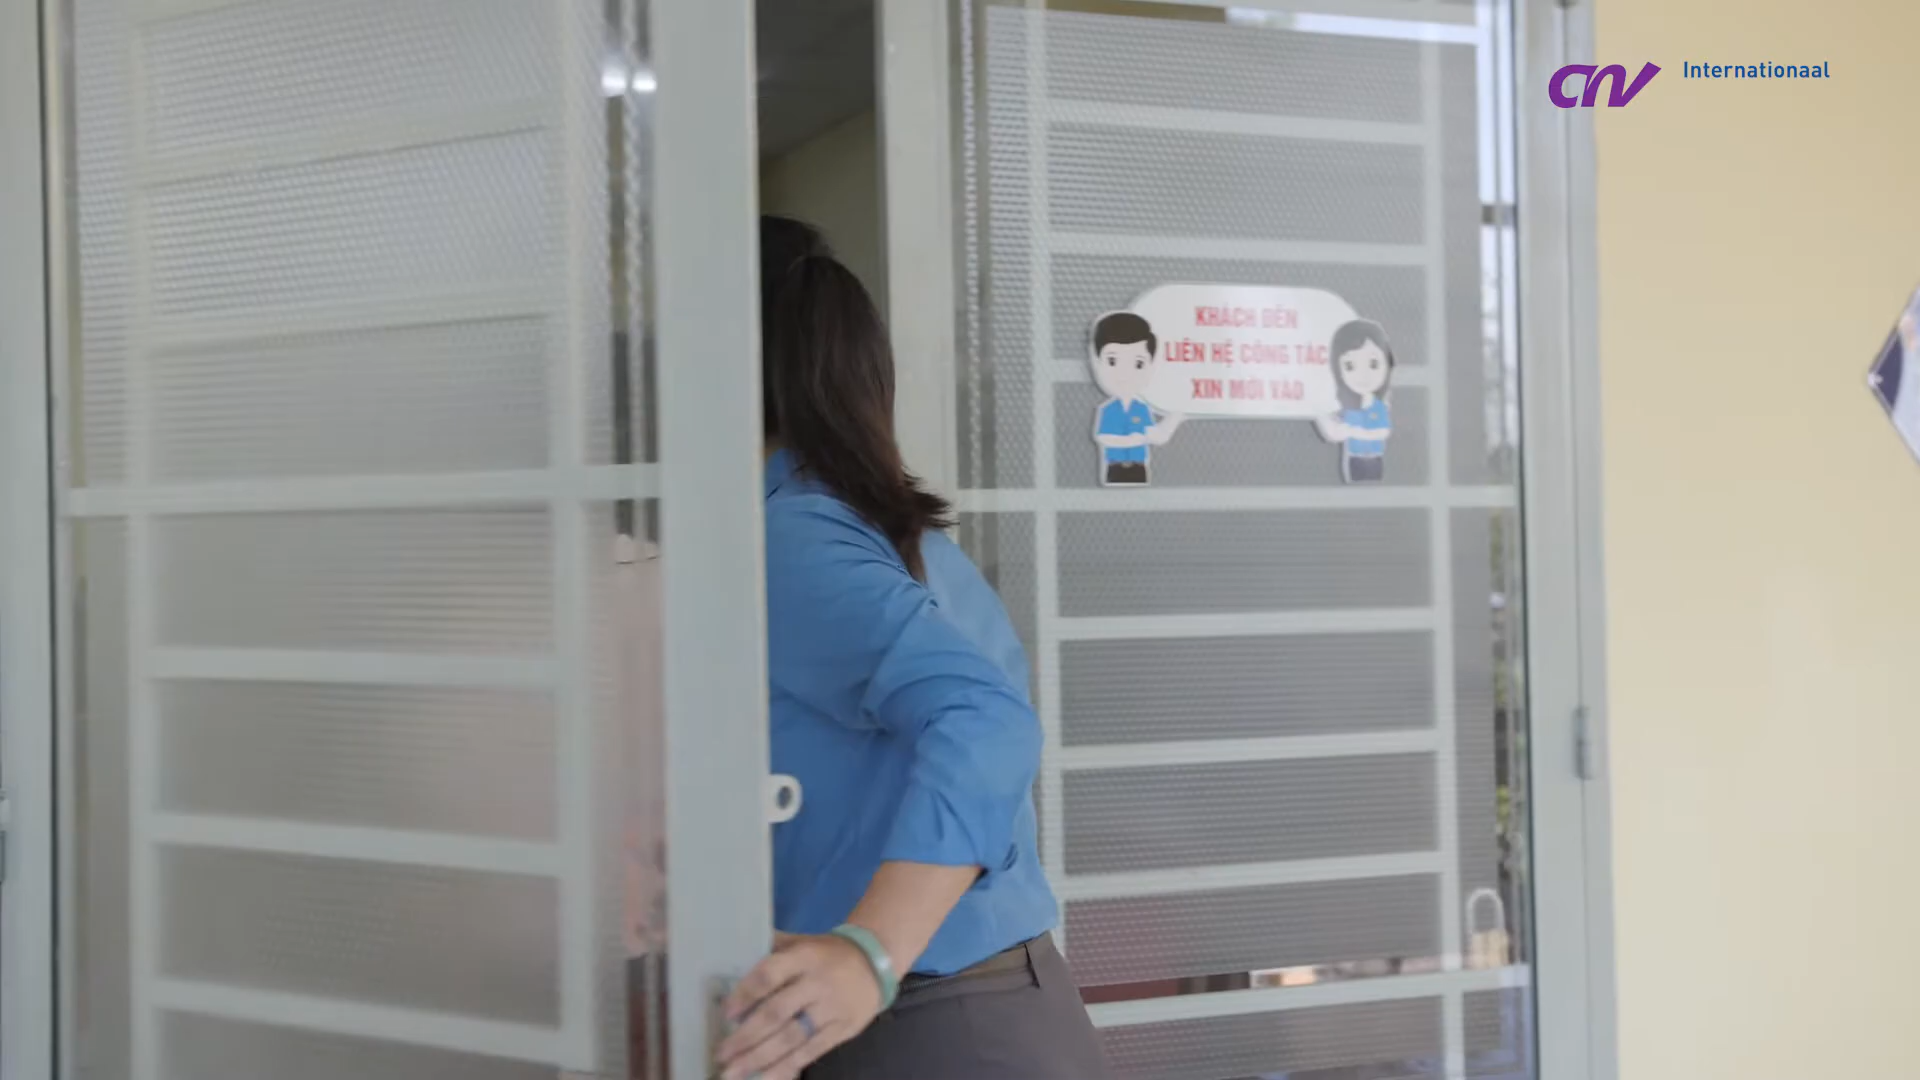 CNV Internationaal
KHÁCH ĐẾN
LIÊN HỆ CÔNG TÁC
XIN MỜI VÀO